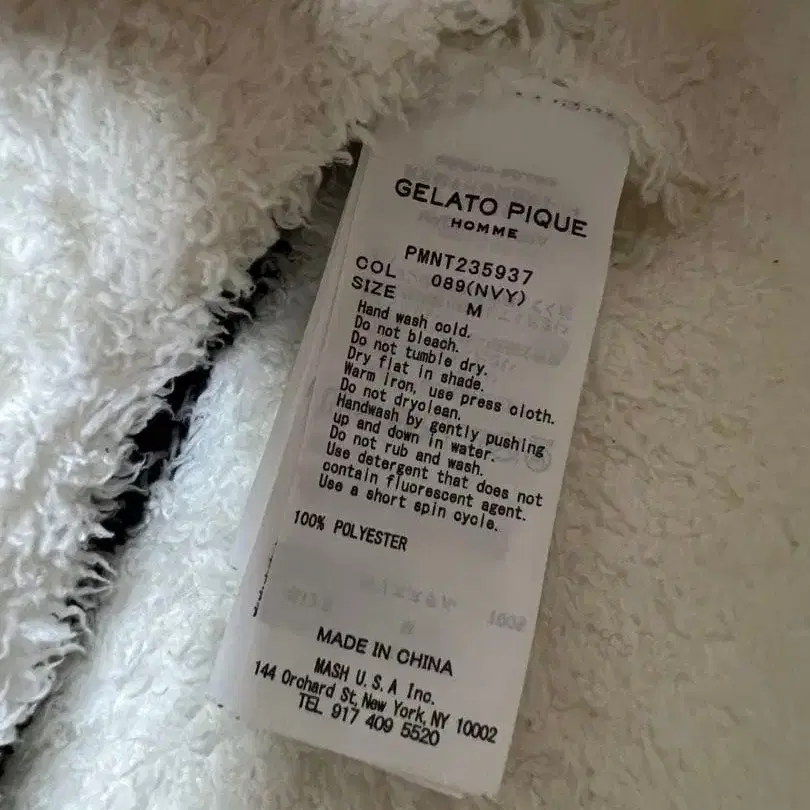 GELATO PIQUE
HOMME
PMNT235937
COL 089(NVY)
SIZE M
Hand wash cold.
Do not bleach.
Do not tumble dry.
Dry flat in shade.
Warm iron, use press cloth.
Do not dryclean.
Handwash by gently pushing
up and down in water.
Do not rub and wash.
Use detergent that does not
contain fluorescent agent.
Use a short spin cycle.
100% POLYESTER
MADE IN CHINA
MASH U.S.A Inc.
144 Orchard St, New York, NY 10002
TEL 917 409 5520